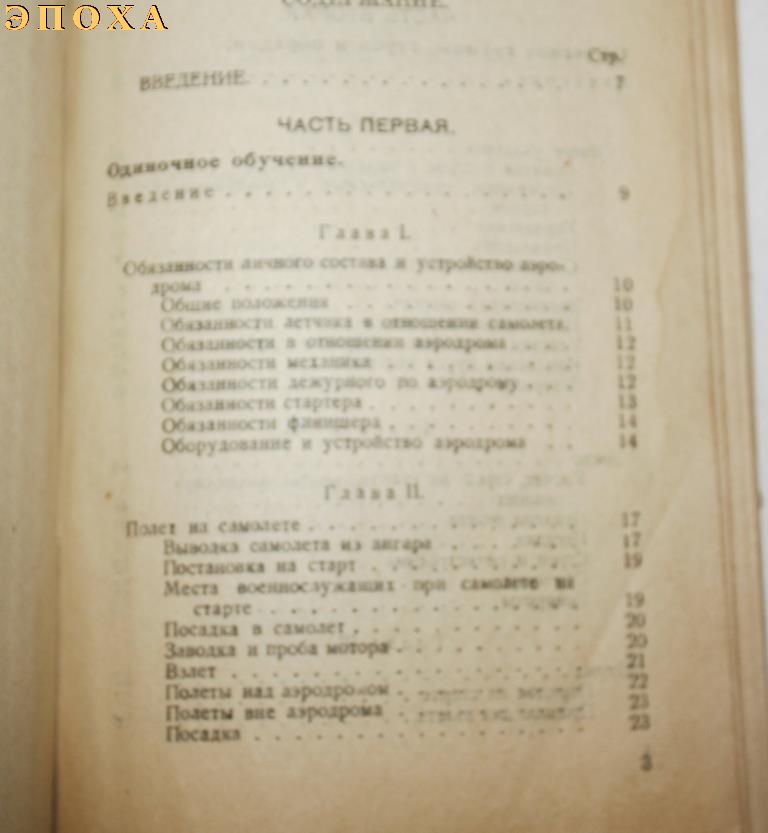 ЭПОХА
СОДЕРЖАНИЕ.
Стр.
ВВЕДЕНИЕ. . . . . . . . . . . . . . . . 7
ЧАСТЬ ПЕРВАЯ.
Одиночное обучение.
Введение . . . . . . . . . . . . . . . . 9
Глава I.
Обязанности личного состава и устройство аэро-
дрома . . . . . . . . . . . . . . . . 10
Общие положения . . . . . . . . . . 10
Обязанности летчика в отношении самолета. 11
Обязанности в отношении аэродрома . . . 12
Обязанности механика . . . . . . . . 12
Обязанности дежурного по аэродрому . . . 12
Обязанности стартера . . . . . . . . 13
Обязанности финишера . . . . . . . . 14
Оборудование и устройство аэродрома . . 14
Глава II.
Полет на самолете . . . . . . . . . . . . 17
Выводка самолета из ангара . . . . . . 17
Постановка на старт . . . . . . . . . 19
Места военнослужащих при самолете на
старте . . . . . . . . . . . . . . 19
Посадка в самолет . . . . . . . . . . 20
Заводка и проба мотора . . . . . . . . 20
Взлет . . . . . . . . . . . . . . . 21
Полеты над аэродромом . . . . . . . . 22
Полеты вне аэродрома . . . . . . . . 23
Посадка . . . . . . . . . . . . . . 23
3